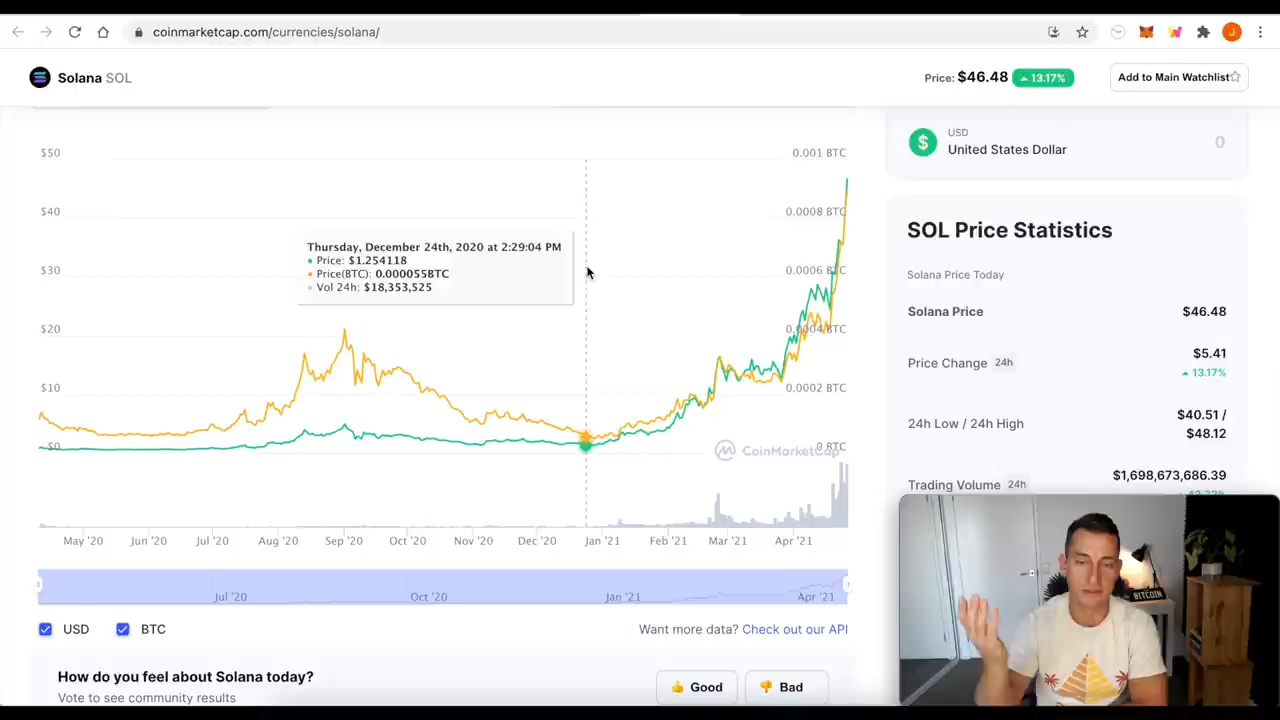 coinmarketcap.com/currencies/solana/
J
Solana SOL
Price: $46.48 13.17%
Add to Main Watchlist
$50
$40
$30
$20
$10
$0
0.001 BTC
0.0008 BTC
0.0006 BTC
0.0004 BTC
0.0002 BTC
0 BTC
Thursday, December 24th, 2020 at 2:29:04 PM
Price: $1.254118
Price(BTC): 0.000055BTC
Vol 24h: $18,353,525
CoinMarketCap
May '20 Jun '20 Jul '20 Aug '20 Sep '20 Oct '20 Nov '20 Dec '20 Jan '21 Feb '21 Mar '21 Apr '21
Jul '20 Oct '20 Jan '21 Apr '21
USD BTC
Want more data? Check out our API
How do you feel about Solana today?
Vote to see community results
Good Bad
USD
United States Dollar 0
SOL Price Statistics
Solana Price Today
Solana Price $46.48
Price Change 24h $5.41
13.17%
24h Low / 24h High $40.51 /
$48.12
Trading Volume 24h $1,698,673,686.39
BITCOIN